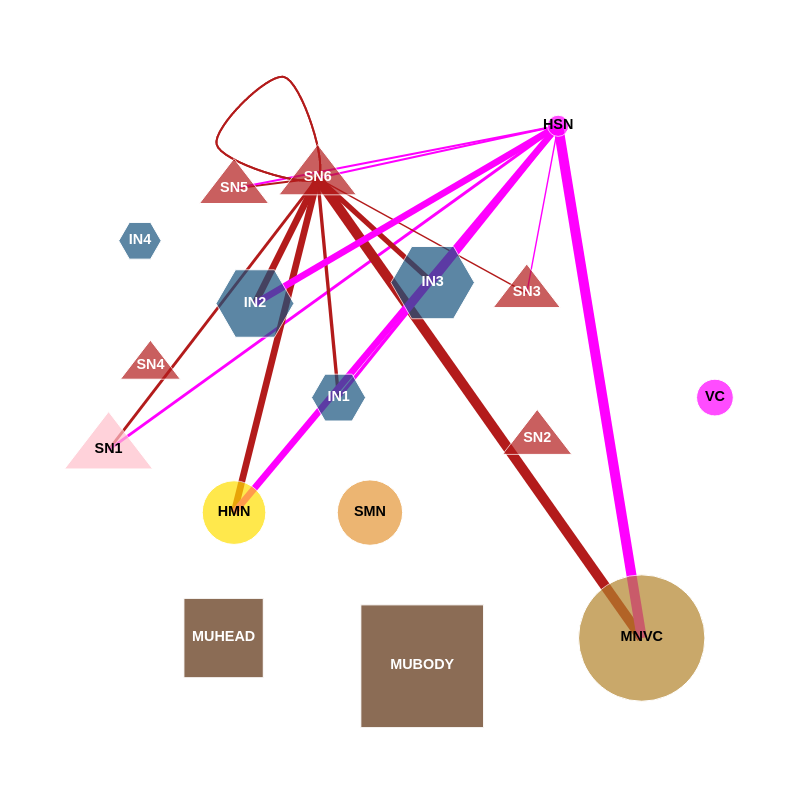 HSN
SN6
SN5
IN4
IN3
SN3
IN2
SN4
IN1
VC
SN2
SN1
HMN
SMN
MUHEAD
MNVC
MUBODY